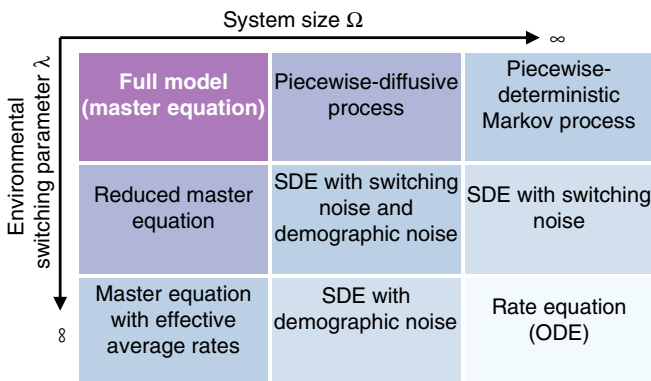 System size Ω
∞
Environmental
switching parameter λ
∞
Full model
(master equation)
Piecewise-diffusive
process
Piecewise-
deterministic
Markov process
Reduced master
equation
SDE with switching
noise and
demographic noise
SDE with switching
noise
Master equation
with effective
average rates
SDE with
demographic noise
Rate equation
(ODE)